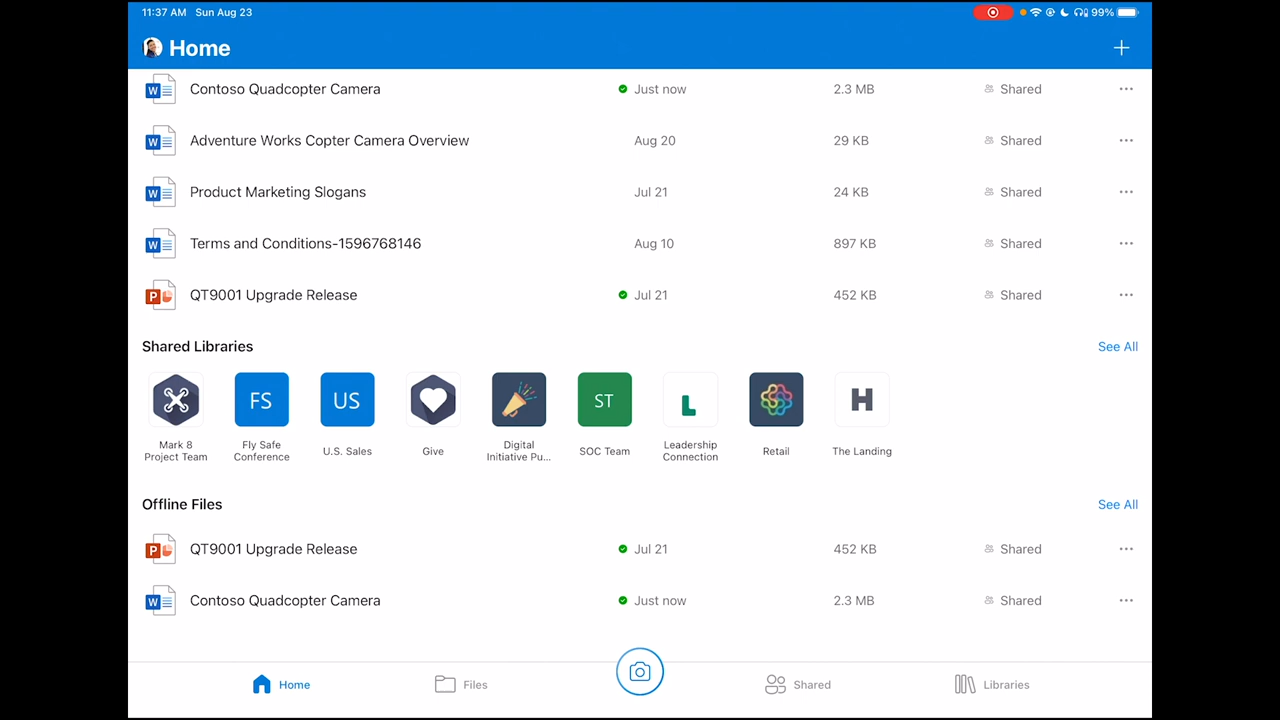 11:37 AM Sun Aug 23 99%
Home
Contoso Quadcopter Camera Just now 2.3 MB Shared
Adventure Works Copter Camera Overview Aug 20 29 KB Shared
Product Marketing Slogans Jul 21 24 KB Shared
Terms and Conditions-1596768146 Aug 10 897 KB Shared
QT9001 Upgrade Release Jul 21 452 KB Shared
Shared Libraries See All
FS US ST L H
Mark 8 Project Team
Fly Safe Conference
U.S. Sales
Give
Digital Initiative Pu...
SOC Team
Leadership Connection
Retail
The Landing
Offline Files See All
QT9001 Upgrade Release Jul 21 452 KB Shared
Contoso Quadcopter Camera Just now 2.3 MB Shared
Home Files Shared Libraries